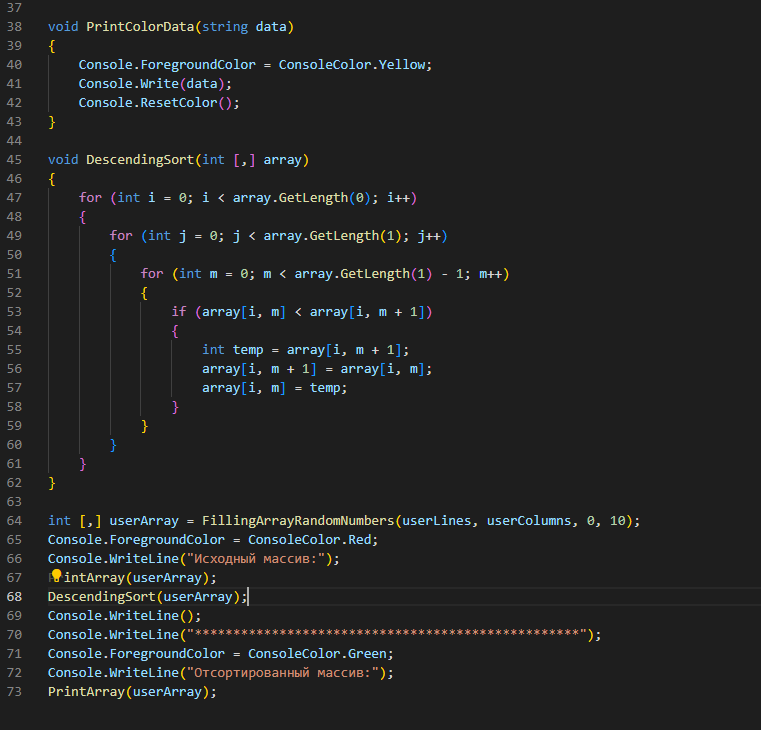 37
38 void PrintColorData(string data)
39 {
40     Console.ForegroundColor = ConsoleColor.Yellow;
41     Console.Write(data);
42     Console.ResetColor();
43 }
44
45 void DescendingSort(int [,] array)
46 {
47     for (int i = 0; i < array.GetLength(0); i++)
48     {
49         for (int j = 0; j < array.GetLength(1); j++)
50         {
51             for (int m = 0; m < array.GetLength(1) - 1; m++)
52             {
53                 if (array[i, m] < array[i, m + 1])
54                 {
55                     int temp = array[i, m + 1];
56                     array[i, m + 1] = array[i, m];
57                     array[i, m] = temp;
58                 }
59             }
60         }
61     }
62 }
63
64 int [,] userArray = FillingArrayRandomNumbers(userLines, userColumns, 0, 10);
65 Console.ForegroundColor = ConsoleColor.Red;
66 Console.WriteLine("Исходный массив:");
67 PrintArray(userArray);
68 DescendingSort(userArray);
69 Console.WriteLine();
70 Console.WriteLine("**************************************************");
71 Console.ForegroundColor = ConsoleColor.Green;
72 Console.WriteLine("Отсортированный массив:");
73 PrintArray(userArray);